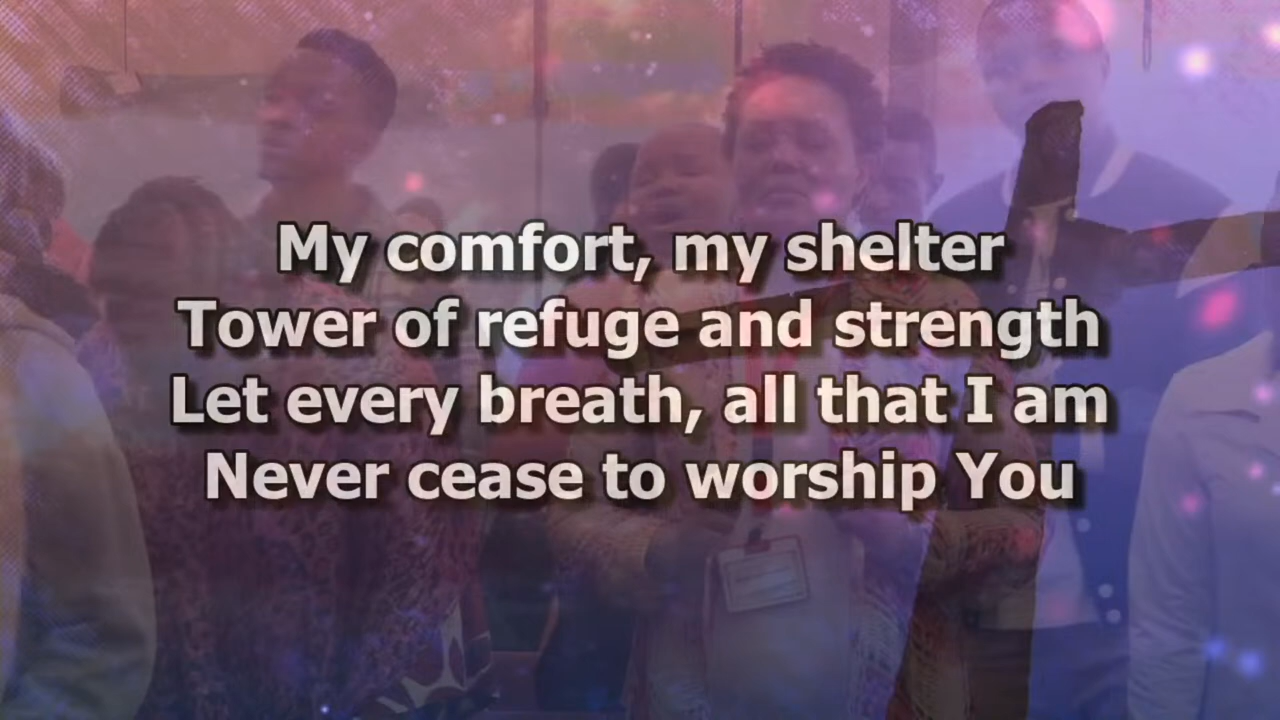 My comfort, my shelter
Tower of refuge and strength
Let every breath, all that I am
Never cease to worship You